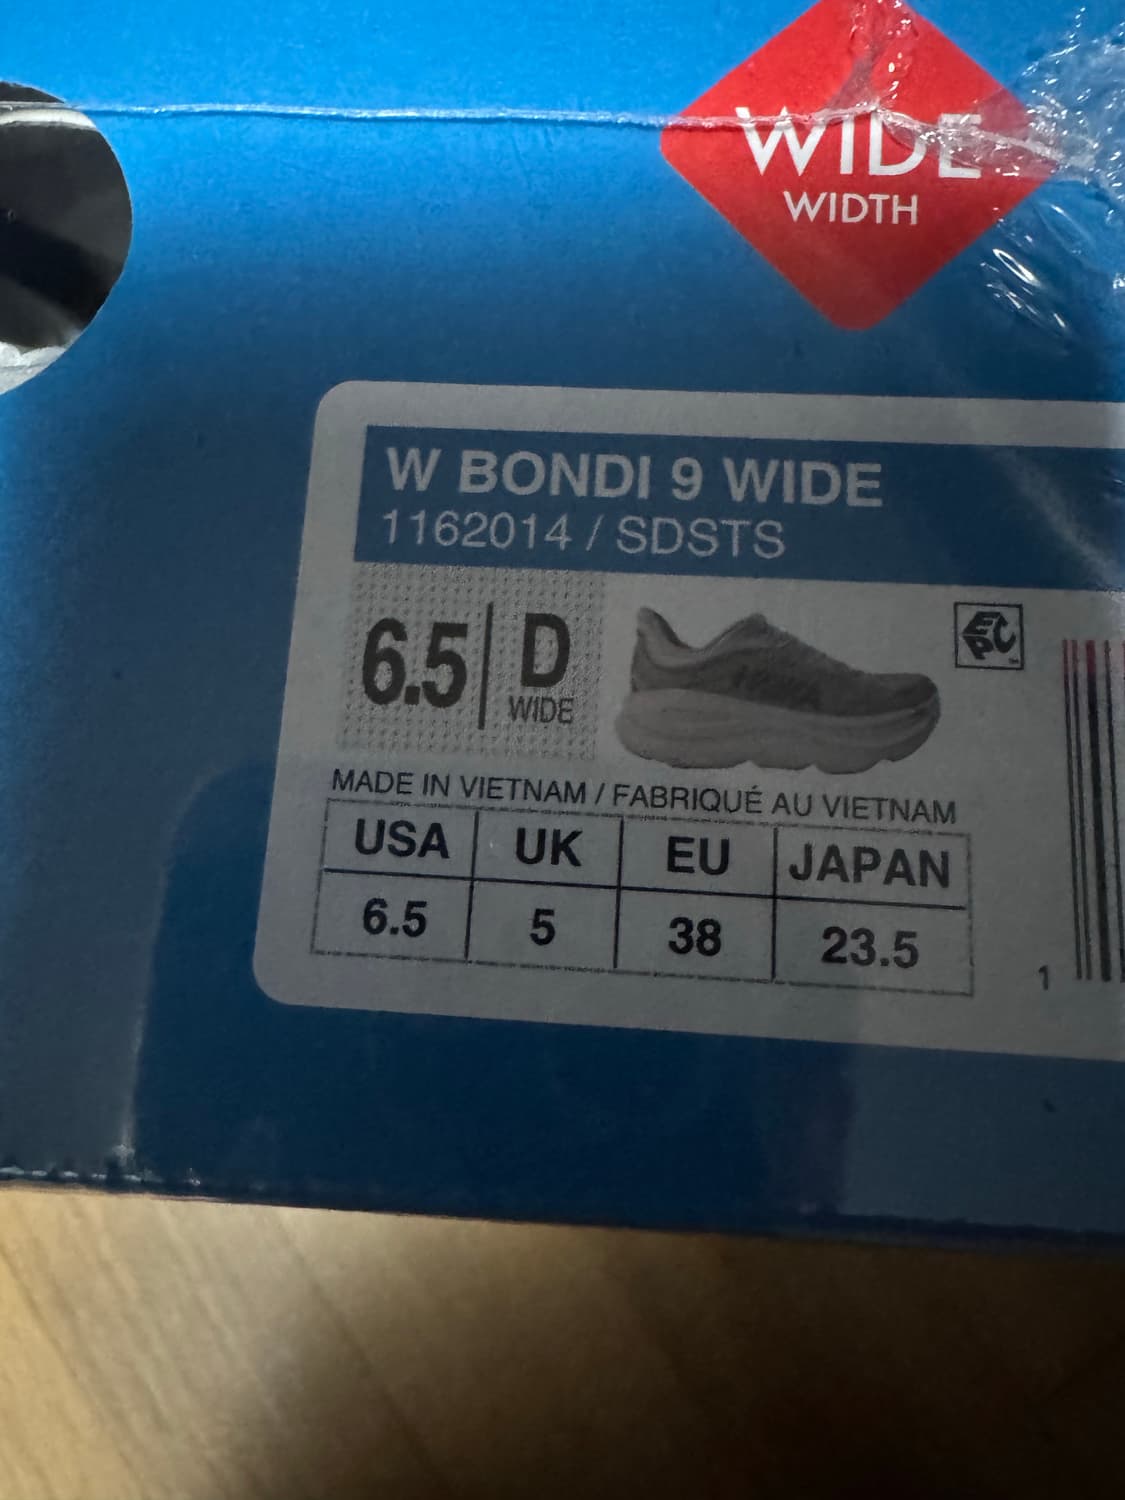 WIDE
WIDTH
W BONDI 9 WIDE
1162014 / SDSTS
6.5 D
WIDE
MADE IN VIETNAM / FABRIQUÉ AU VIETNAM
USA UK EU JAPAN
6.5 5 38 23.5
1